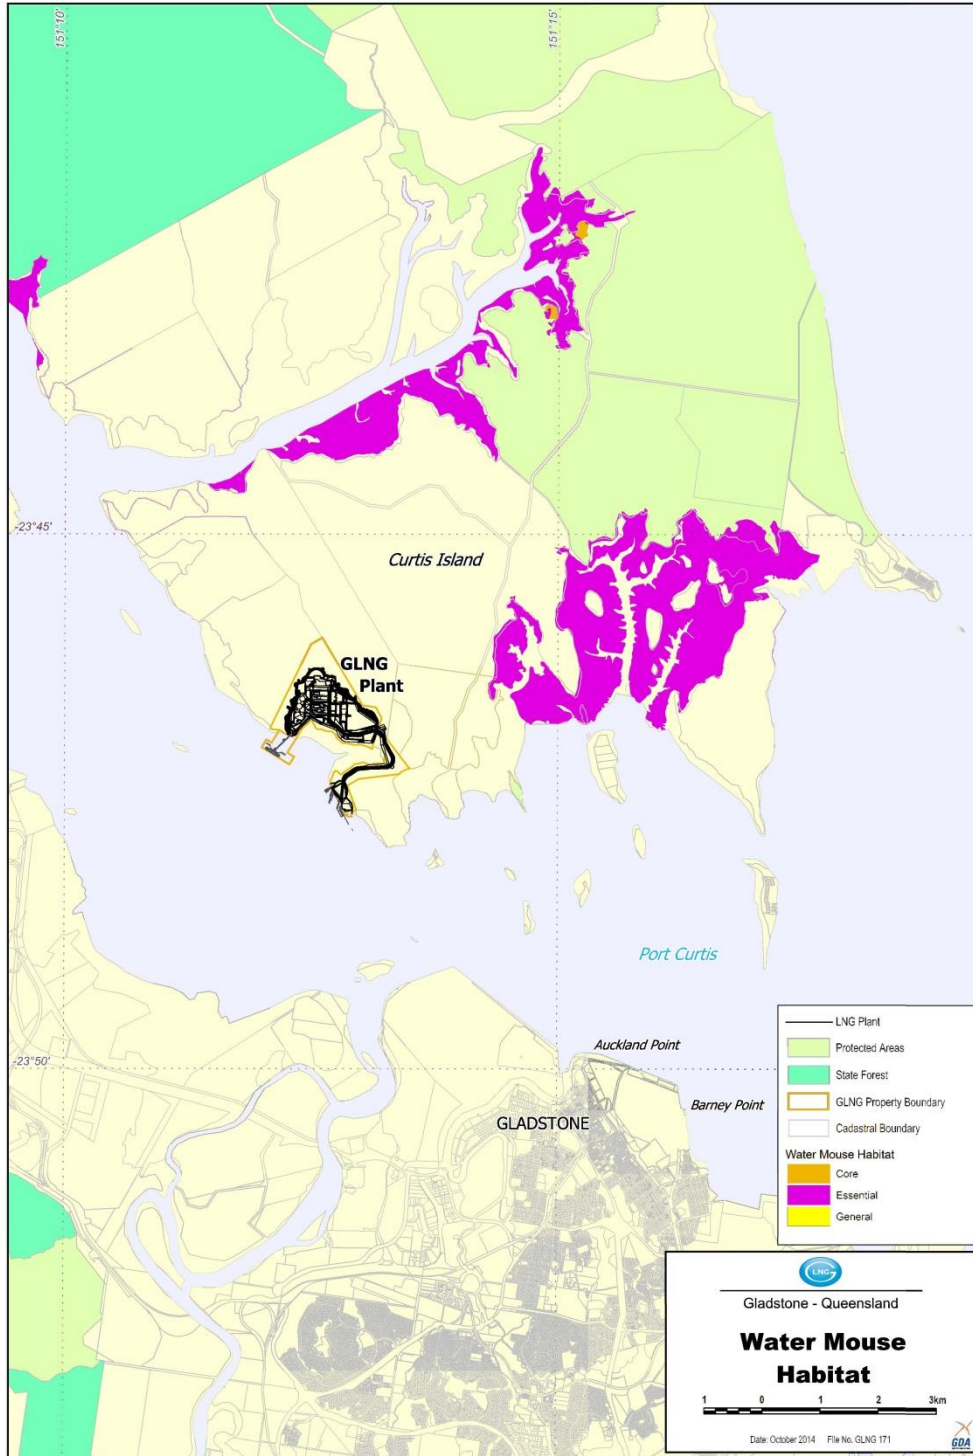 151°10'
151°15'
-23°45'
Curtis Island
GLNG
Plant
Port Curtis
-23°50'
Auckland Point
Barney Point
GLADSTONE
LNG Plant
Protected Areas
State Forest
GLNG Property Boundary
Cadastral Boundary
Water Mouse Habitat
Core
Essential
General
LNG
Gladstone - Queensland
Water Mouse
Habitat
1 0 1 2 3km
Date: October 2014 File No. GLNG 171
GDA